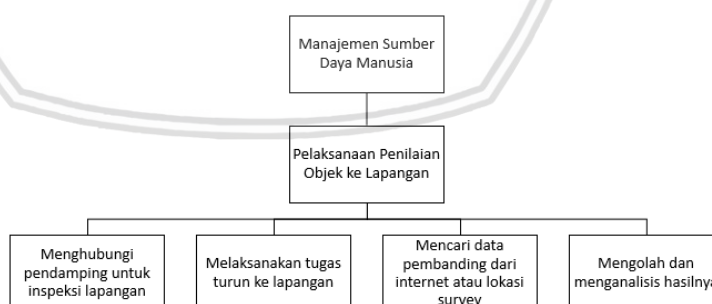 Manajemen Sumber
Daya Manusia
Pelaksanaan Penilaian
Objek ke Lapangan
Menghubungi
pendamping untuk
inspeksi lapangan
Melaksanakan tugas
turun ke lapangan
Mencari data
pembanding dari
internet atau lokasi
survey
Mengolah dan
menganalisis hasilnya